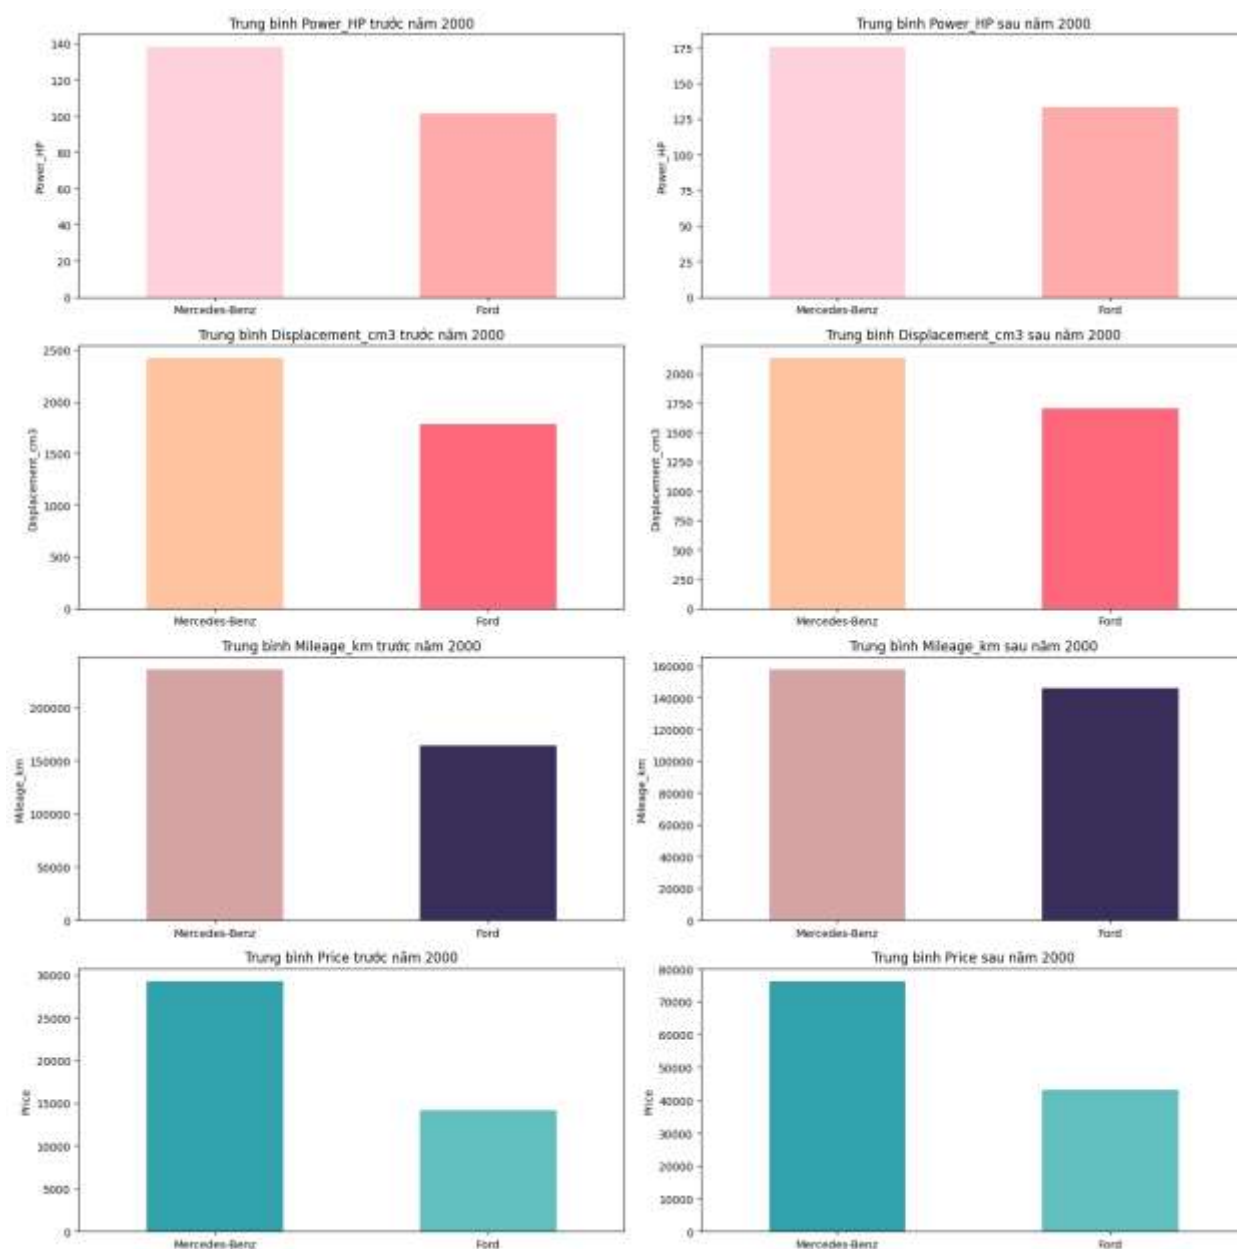 Trung bình Power_HP trước năm 2000
140
120
100
80
60
40
20
0
Power_HP
Mercedes-Benz Ford
Trung bình Power_HP sau năm 2000
175
150
125
100
75
50
25
0
Power_HP
Mercedes-Benz Ford
Trung bình Displacement_cm3 trước năm 2000
2500
2000
1500
1000
500
0
Displacement_cm3
Mercedes-Benz Ford
Trung bình Displacement_cm3 sau năm 2000
2000
1750
1500
1250
1000
750
500
250
0
Displacement_cm3
Mercedes-Benz Ford
Trung bình Mileage_km trước năm 2000
200000
150000
100000
50000
0
Mileage_km
Mercedes-Benz Ford
Trung bình Mileage_km sau năm 2000
160000
140000
120000
100000
80000
60000
40000
20000
0
Mileage_km
Mercedes-Benz Ford
Trung bình Price trước năm 2000
30000
25000
20000
15000
10000
5000
0
Price
Mercedes-Benz Ford
Trung bình Price sau năm 2000
80000
70000
60000
50000
40000
30000
20000
10000
0
Price
Mercedes-Benz Ford